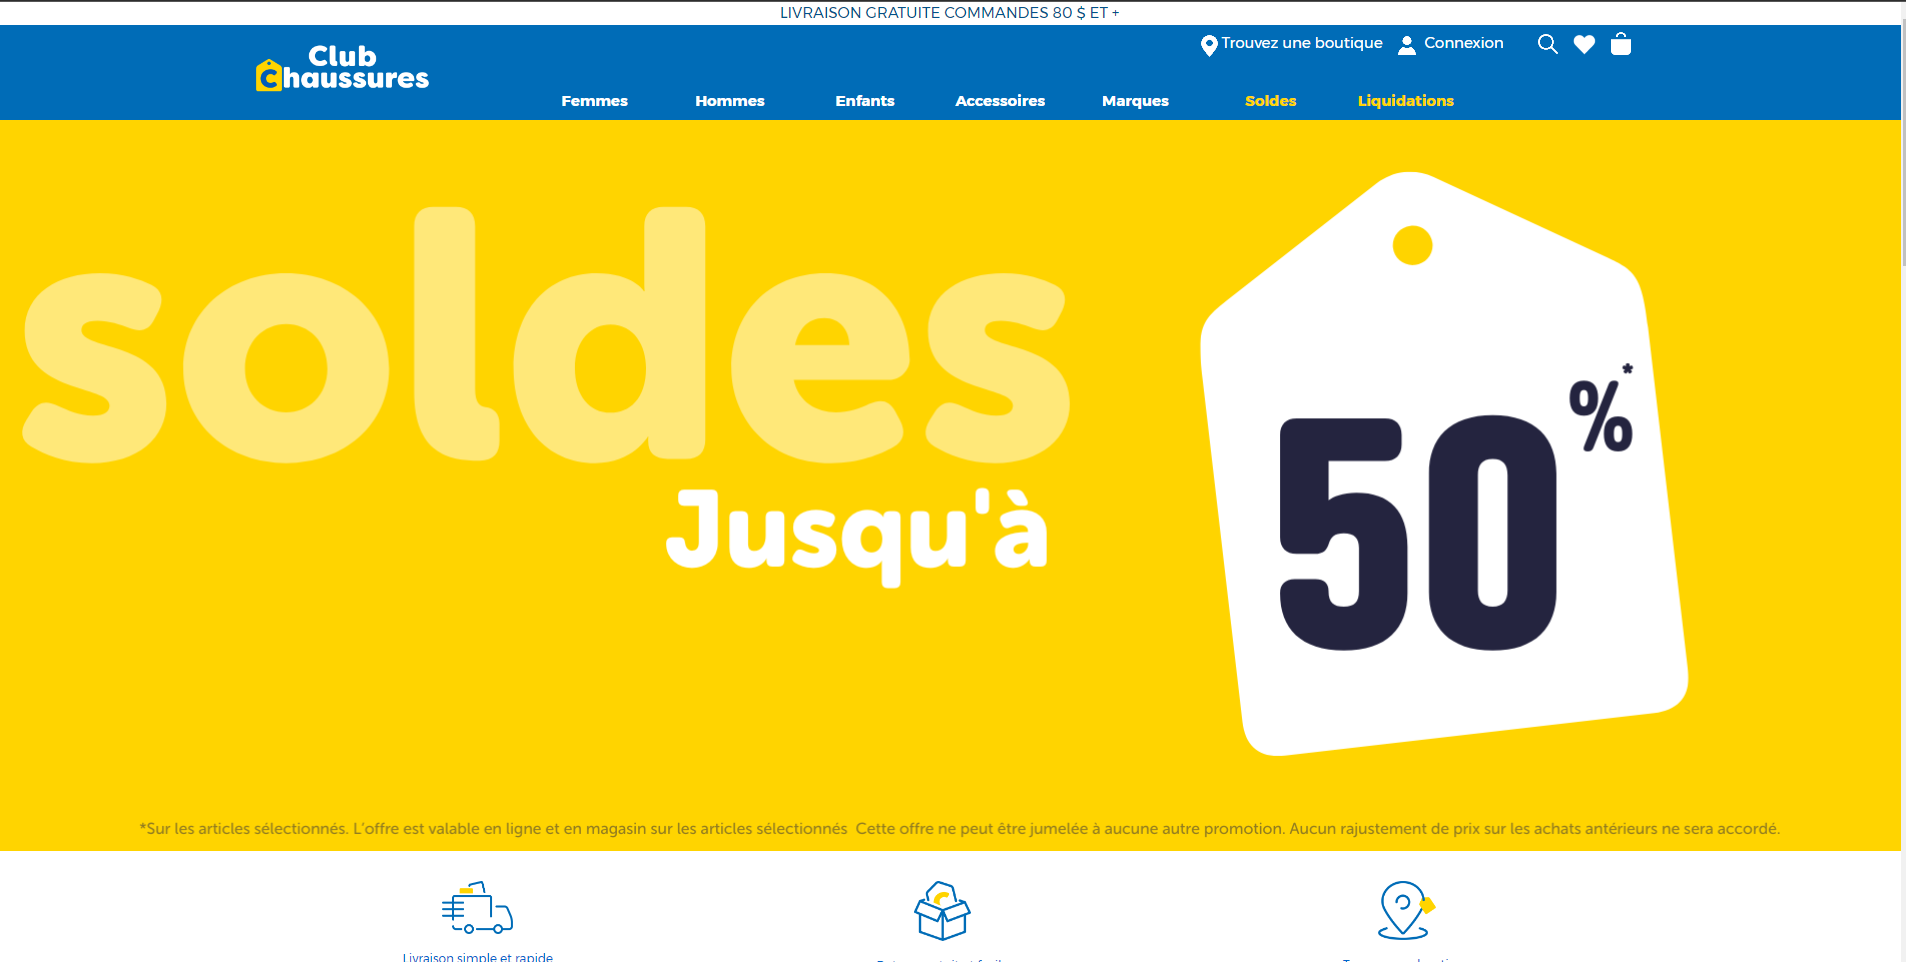 LIVRAISON GRATUITE COMMANDES 80 $ ET +
Trouvez une boutique
Connexion
Club
Chaussures
Femmes
Hommes
Enfants
Accessoires
Marques
Soldes
Liquidations
soldes
Jusqu'à
50%*
*Sur les articles sélectionnés. L'offre est valable en ligne et en magasin sur les articles sélectionnés  Cette offre ne peut être jumelée à aucune autre promotion. Aucun rajustement de prix sur les achats antérieurs ne sera accordé.
Livraison simple et rapide